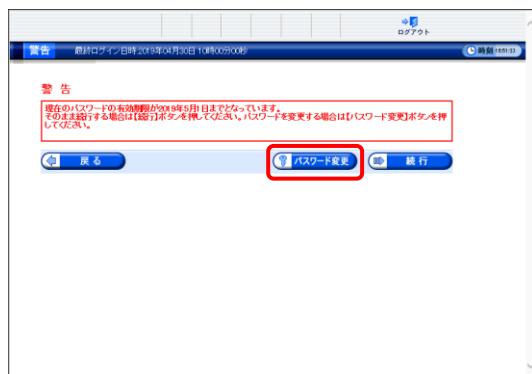 ログアウト
警告 最終ログイン日時:2019年04月30日 10時00分00秒 時刻 16:51:33
警 告
現在のパスワードの有効期限が2019年5月1日までとなっています。
そのまま続行する場合は【続行】ボタンを押してください。パスワードを変更する場合は【パスワード変更】ボタンを押
してください。
戻 る パスワード変更 続 行